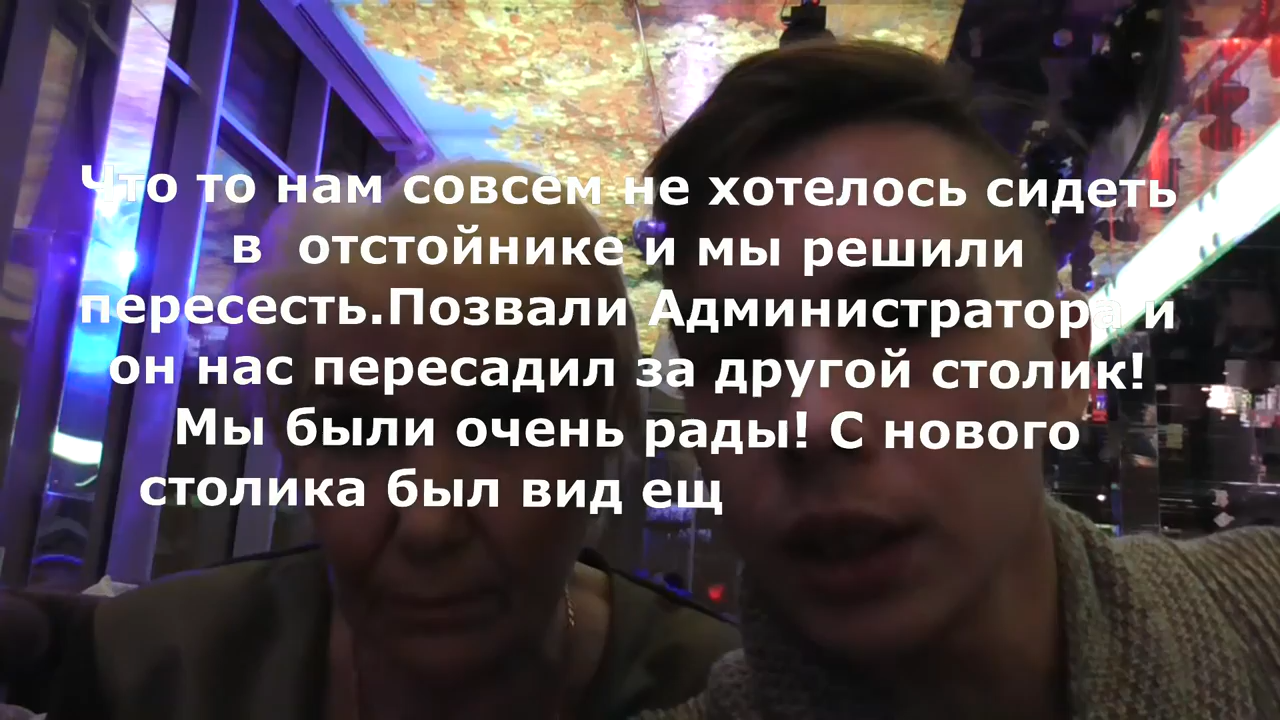 Что то нам совсем не хотелось сидеть
в отстойнике и мы решили
пересесть.Позвали Администратора и
он нас пересадил за другой столик!
Мы были очень рады! С нового
столика был вид ещ